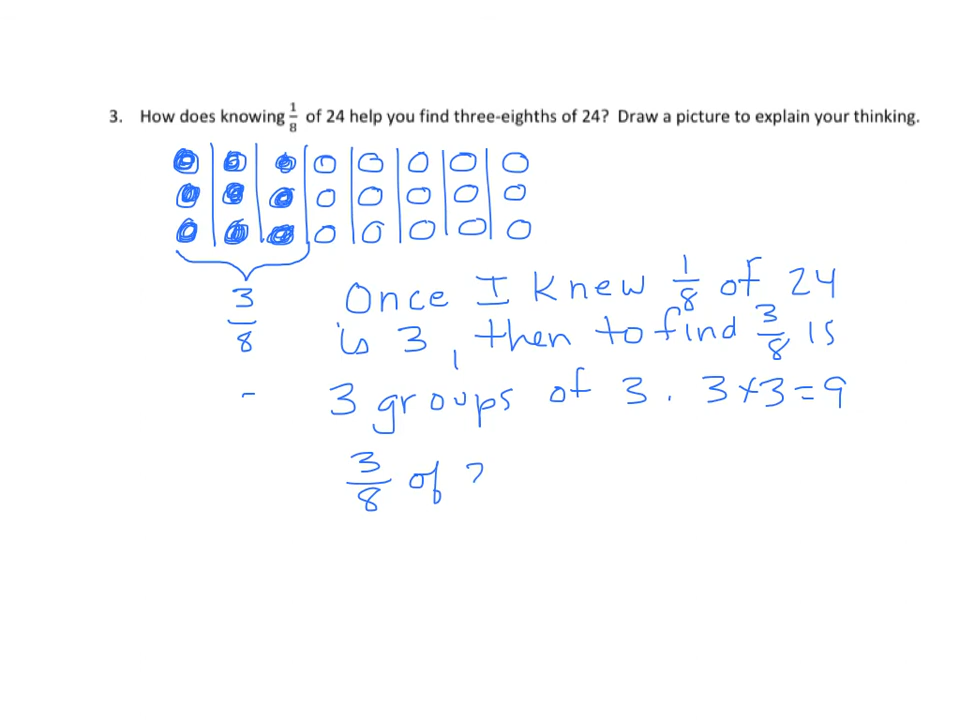 3. How does knowing 1/8 of 24 help you find three-eighths of 24? Draw a picture to explain your thinking.
3/8
Once I knew 1/8 of 24
is 3, then to find 3/8 is
3 groups of 3. 3×3=9
3/8 of